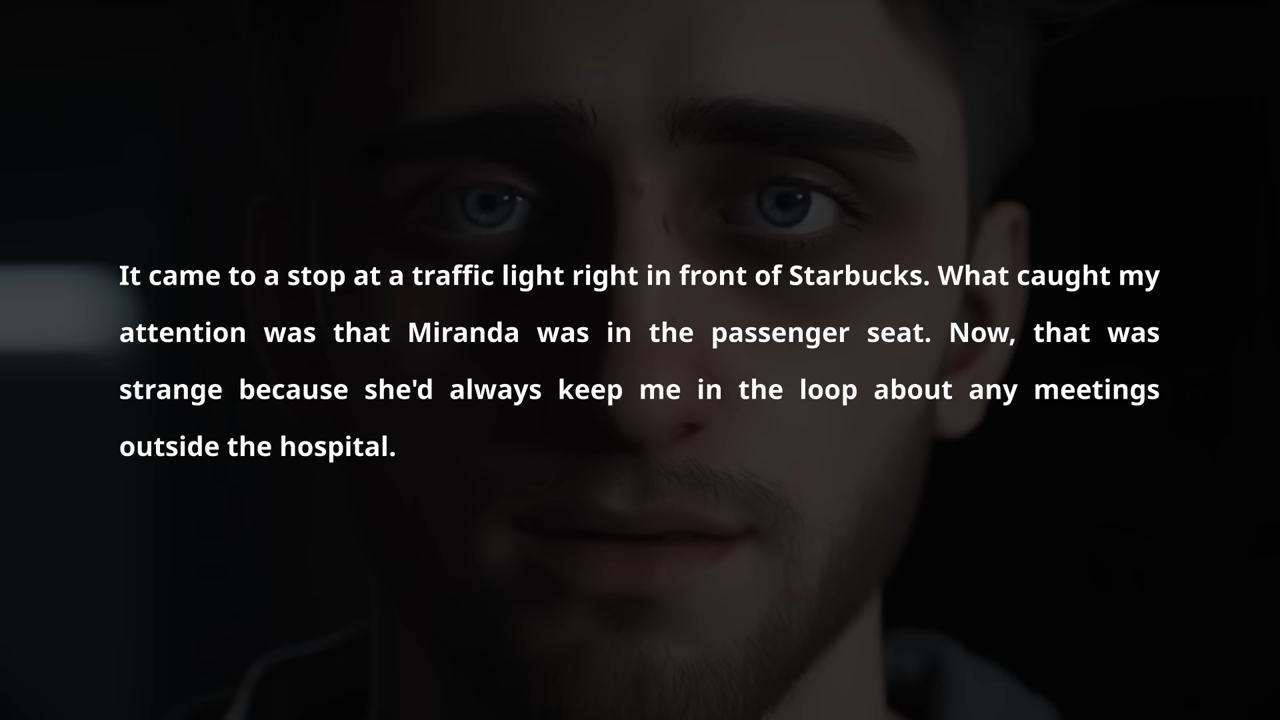 It came to a stop at a traffic light right in front of Starbucks. What caught my
attention was that Miranda was in the passenger seat. Now, that was
strange because she'd always keep me in the loop about any meetings
outside the hospital.